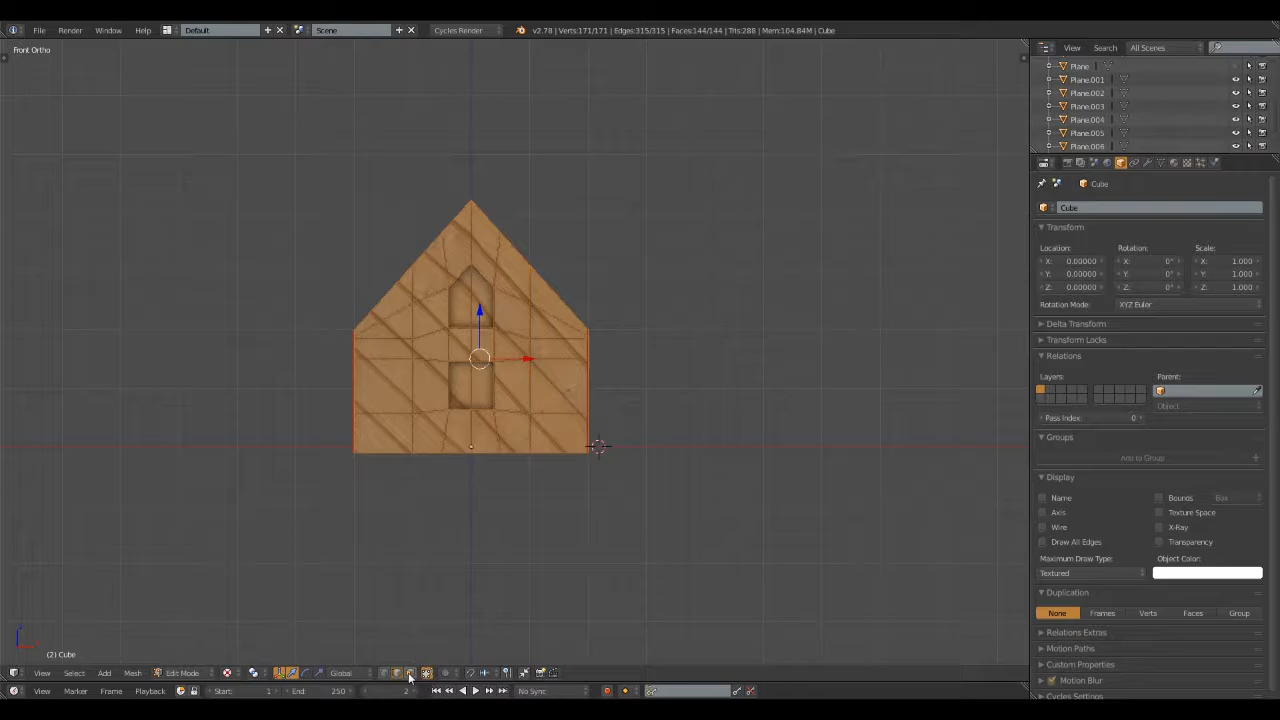 File Render Window Help Default Scene Cycles Render v2.78 | Verts:171/171 | Edges:315/315 | Faces:144/144 | Tris:288 | Mem:104.84M | Cube
View Search All Scenes
Front Ortho
Plane
Plane.001
Plane.002
Plane.003
Plane.004
Plane.005
Plane.006
Cube
Cube
Transform
Location: Rotation: Scale:
X: 0.00000 X: 0° X: 1.000
Y: 0.00000 Y: 0° Y: 1.000
Z: 0.00000 Z: 0° Z: 1.000
Rotation Mode: XYZ Euler
Delta Transform
Transform Locks
Relations
Layers: Parent:
Object
Pass Index: 0
Groups
Add to Group
Display
Name Bounds Box
Axis Texture Space
Wire X-Ray
Draw All Edges Transparency
Maximum Draw Type: Object Color:
Textured
Duplication
None Frames Verts Faces Group
Relations Extras
Motion Paths
Custom Properties
Motion Blur
Cycles Settings
(2) Cube
View Select Add Mesh Edit Mode Global
View Marker Frame Playback Start: 1 End: 250 2 No Sync